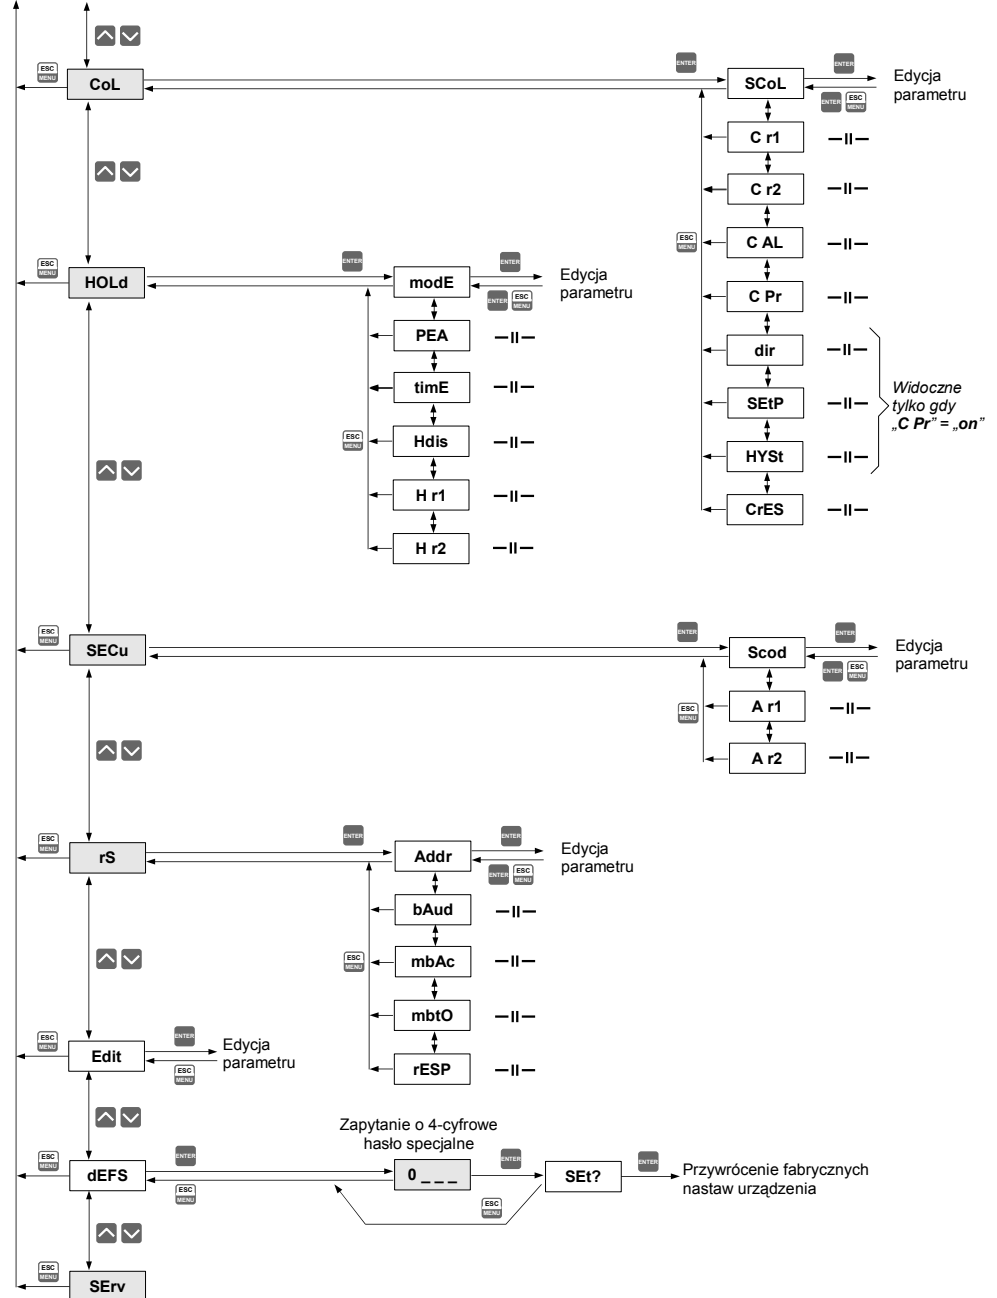 ESC
MENU
CoL
ENTER
SCoL
ENTER
ENTER
ESC
MENU
Edycja
parametru
C r1
–II–
C r2
–II–
ESC
MENU
C AL
–II–
C Pr
–II–
dir
–II–
SEtP
–II–
HYSt
–II–
Widoczne
tylko gdy
„C Pr” = „on”
CrES
–II–
ESC
MENU
HOLd
ENTER
modE
ENTER
ENTER
ESC
MENU
Edycja
parametru
PEA
–II–
timE
–II–
ESC
MENU
Hdis
–II–
H r1
–II–
H r2
–II–
ESC
MENU
SECu
ENTER
Scod
ENTER
ENTER
ESC
MENU
Edycja
parametru
ESC
MENU
A r1
–II–
A r2
–II–
ESC
MENU
rS
ENTER
Addr
ENTER
ENTER
ESC
MENU
Edycja
parametru
bAud
–II–
ESC
MENU
mbAc
–II–
mbtO
–II–
rESP
–II–
ESC
MENU
Edit
ENTER
ESC
MENU
Edycja
parametru
Zapytanie o 4-cyfrowe
hasło specjalne
ESC
MENU
dEFS
ENTER
ESC
MENU
0 _ _ _
ENTER
ESC
MENU
SEt?
ENTER
Przywrócenie fabrycznych
nastaw urządzenia
ESC
MENU
SErv